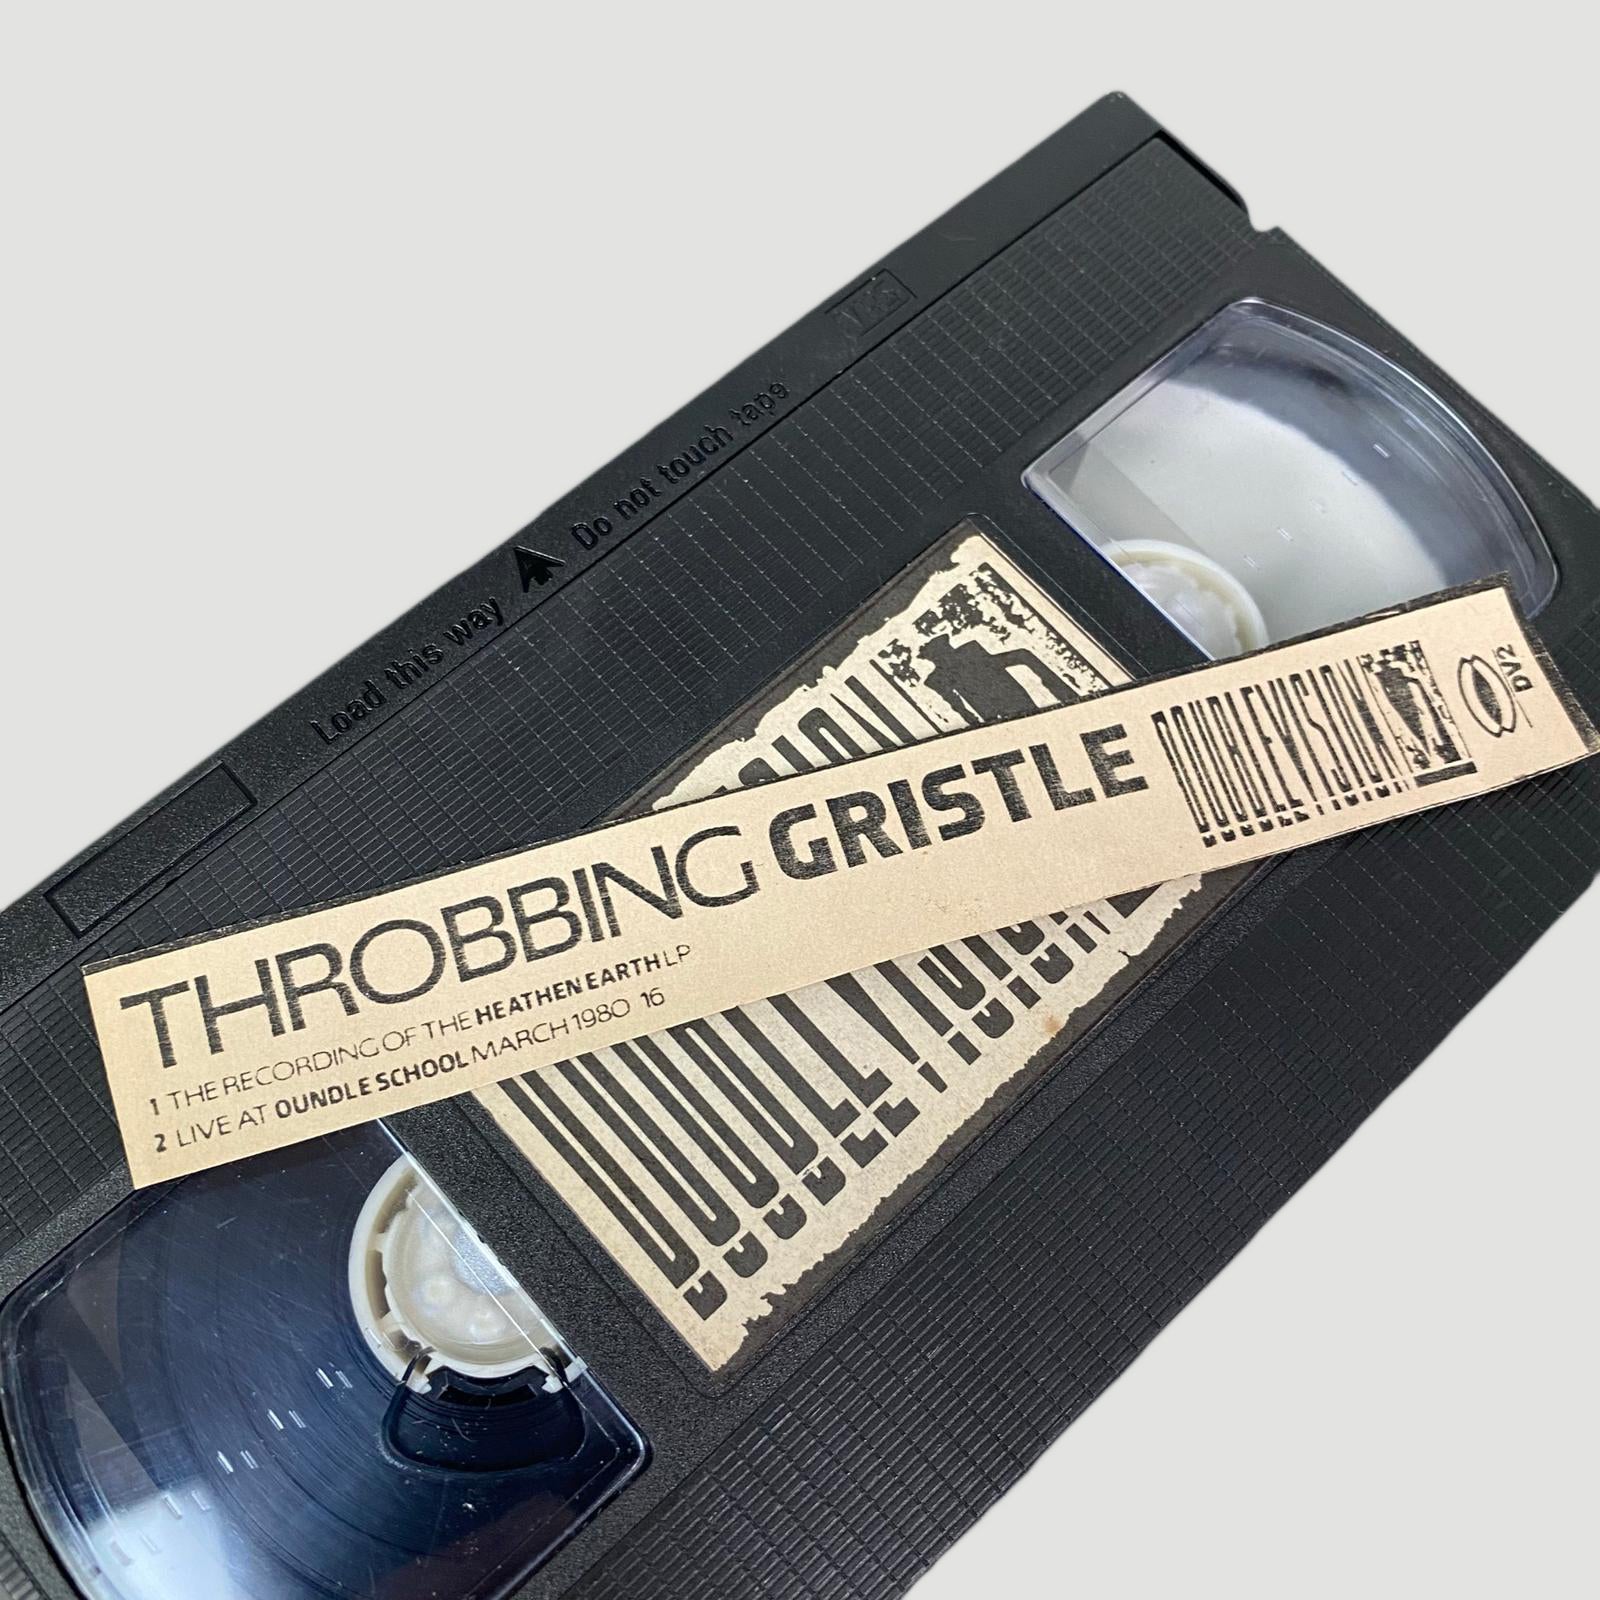 VHS
Load this way Do not touch tape
THROBBING GRISTLE
1 THE RECORDING OF THE HEATHEN EARTH LP
2 LIVE AT OUNDLE SCHOOL MARCH 1980 16
DOUBLEVISION
DV2